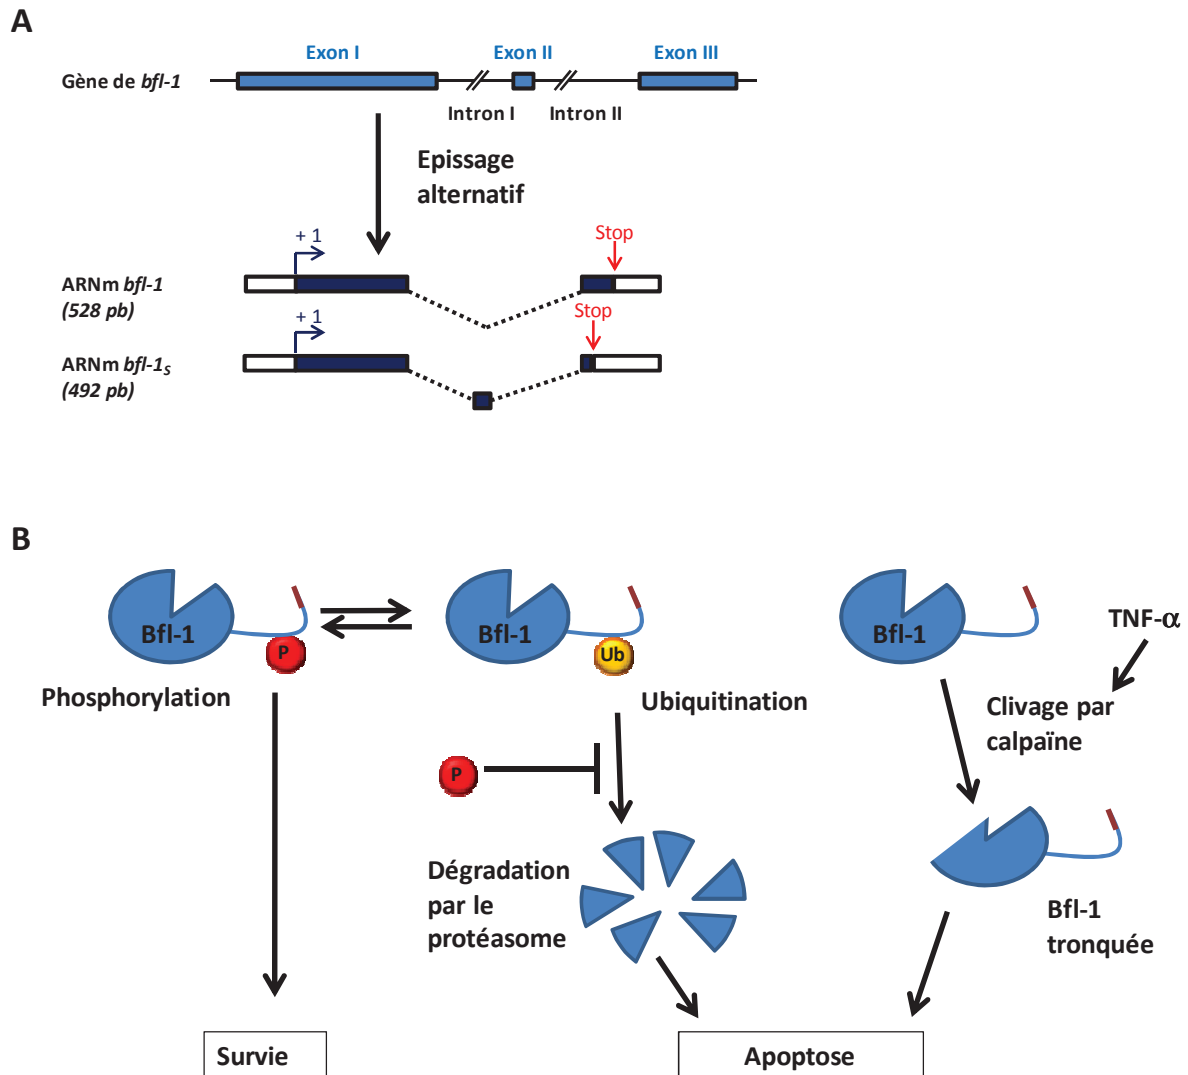 A
Exon I
Exon II
Exon III
Gène de bfl-1
Intron I
Intron II
Epissage
alternatif
+ 1
Stop
ARNm bfl-1
(528 pb)
+ 1
Stop
ARNm bfl-1S
(492 pb)
B
Bfl-1
P
Bfl-1
Ub
Bfl-1
TNF-α
Phosphorylation
Ubiquitination
Clivage par
calpaïne
P
Dégradation
par le
protéasome
Bfl-1
tronquée
Survie
Apoptose